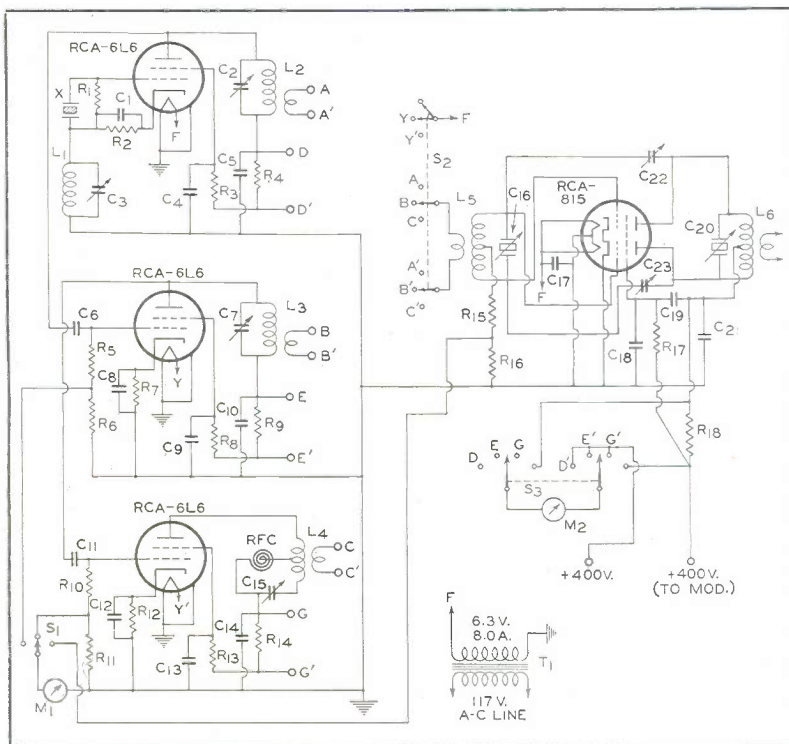 RCA-6L6
X
R1
C1
R2
F
L1
C3
C4
R3
C5
R4
C2
L2
A
A'
D
D'
RCA-6L6
C6
R5
C8
R7
R6
Y
C9
R8
C10
R9
C7
L3
B
B'
E
E'
RCA-6L6
C11
R10
C12
R12
S1
R11
M1
Y'
C13
R13
C14
R14
RFC
C15
L4
C
C'
G
G'
Y
F
Y'
S2
A
B
C
A'
B'
C'
L5
C16
C17
F
R15
R16
RCA-
815
C22
C20
L6
C23
C19
C18
R17
C21
R18
D
E
G
D'
E'
G'
S3
M2
+400V.
+400V.
(TO MOD.)
F
6.3 V.
8.0 A.
T1
117 V.
A-C LINE